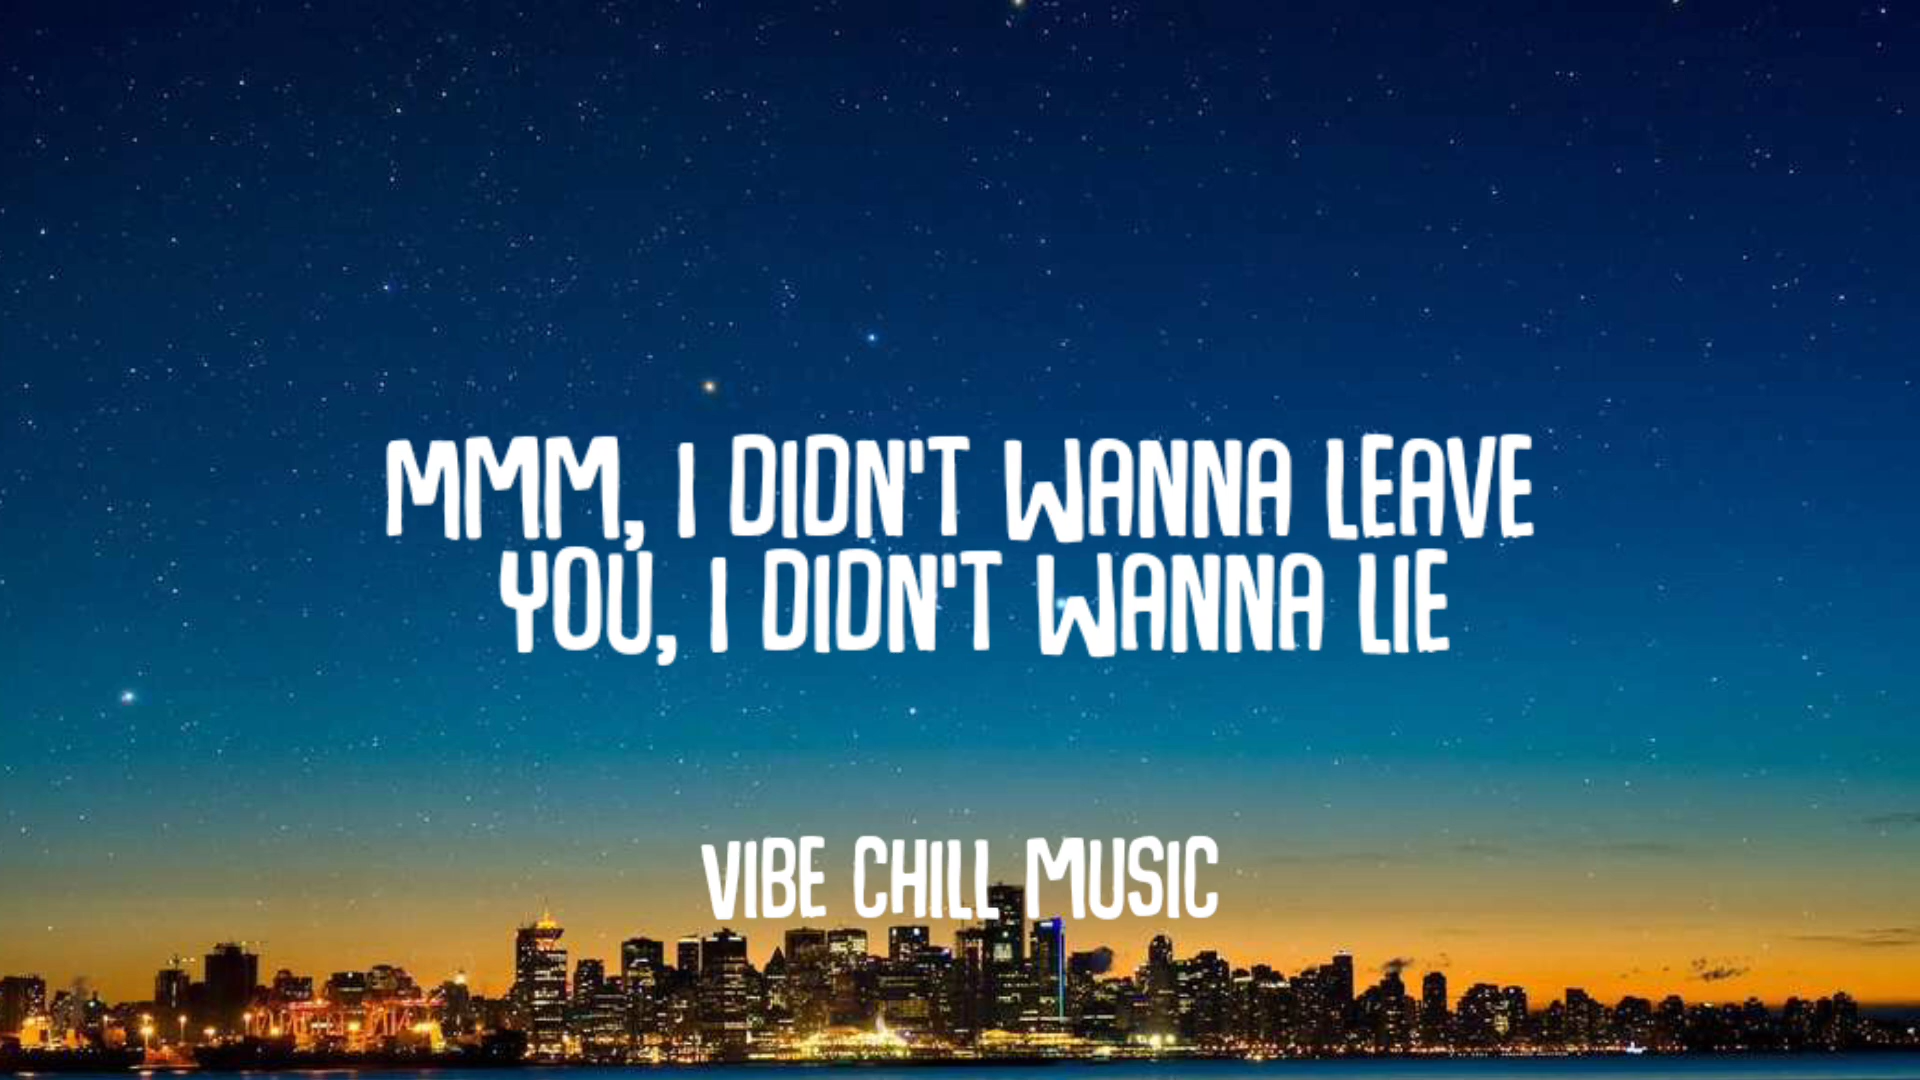 MMM, I DIDN'T WANNA LEAVE
YOU, I DIDN'T WANNA LIE
VIBE CHILL MUSIC